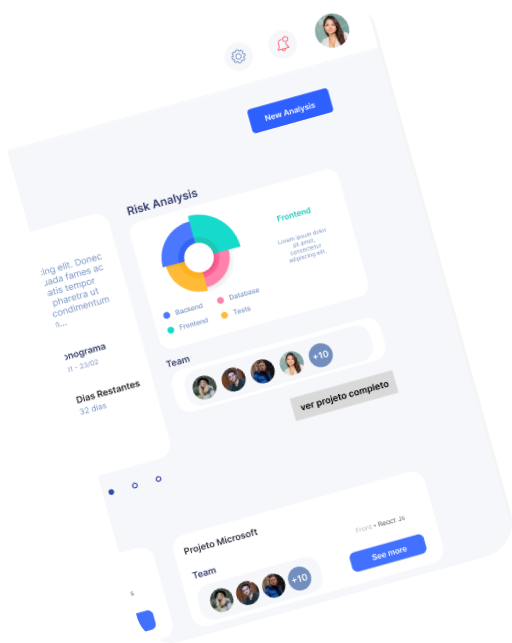 New Analysis
Risk Analysis
Frontend
Lorem ipsum dolor
sit amet,
consectetur
adipiscing elit.
Backend
Database
Frontend
Tests
ing elit. Donec
uada fames ac
atis tempor
pharetra ut
condimentum
onograma
- 23/02
Dias Restantes
32 dias
Team
+10
ver projeto completo
Projeto Microsoft
Front • React Js
Team
+10
See more